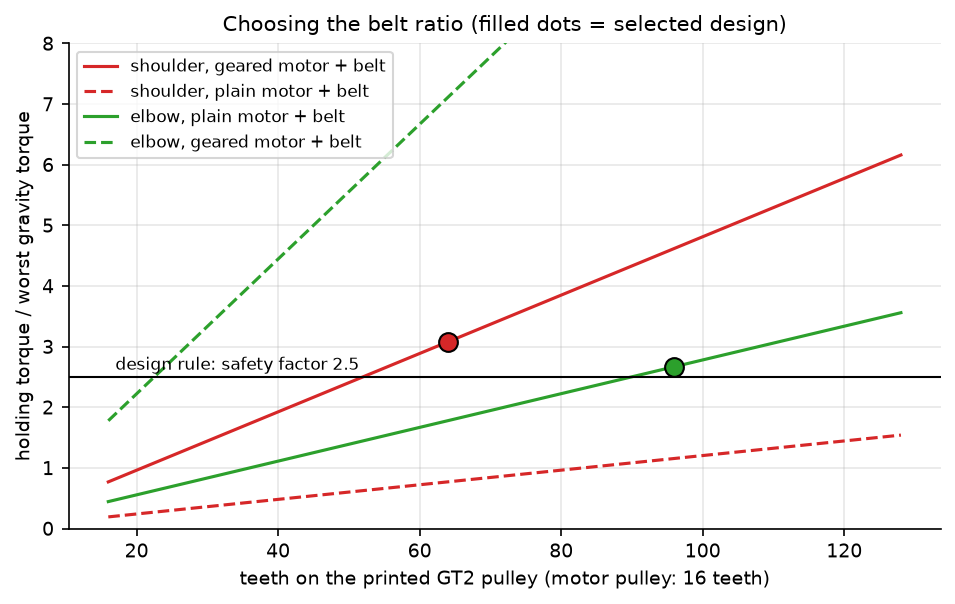 Choosing the belt ratio (filled dots = selected design)
holding torque / worst gravity torque
8
7
6
5
4
3
2
1
0
shoulder, geared motor + belt
shoulder, plain motor + belt
elbow, plain motor + belt
elbow, geared motor + belt
design rule: safety factor 2.5
20 40 60 80 100 120
teeth on the printed GT2 pulley (motor pulley: 16 teeth)